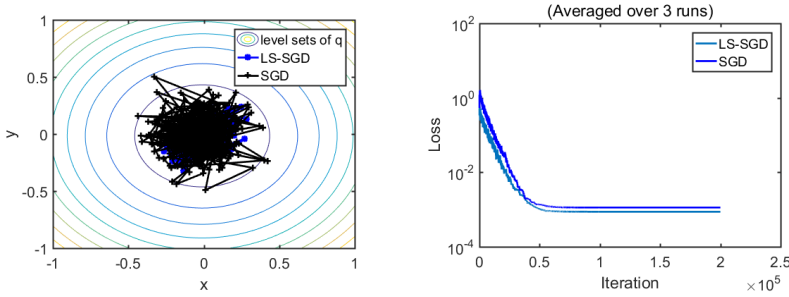 1
0.5
0
-0.5
-1
-1
-0.5
0
0.5
1
x
y
level sets of q
LS-SGD
SGD
(Averaged over 3 runs)
10^2
10^0
10^-2
10^-4
0
0.5
1
1.5
2
2.5
×10^5
Iteration
Loss
LS-SGD
SGD